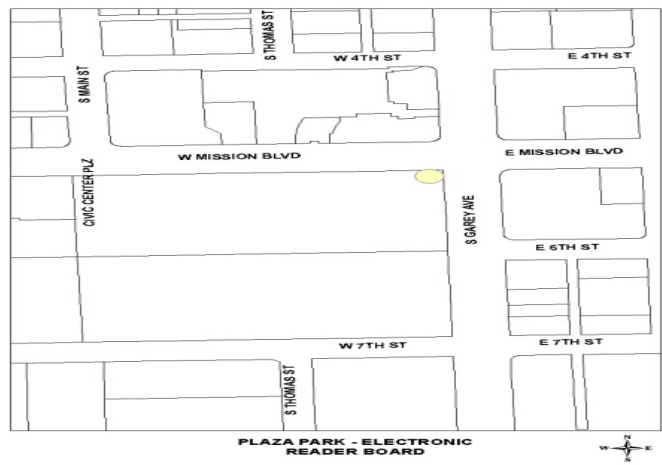 S THOMAS ST
W 4TH ST
E 4TH ST
S MAIN ST
W MISSION BLVD
E MISSION BLVD
CIVIC CENTER PLZ
S GAREY AVE
E 6TH ST
W 7TH ST
E 7TH ST
S THOMAS ST
PLAZA PARK - ELECTRONIC
READER BOARD
N
W E
S